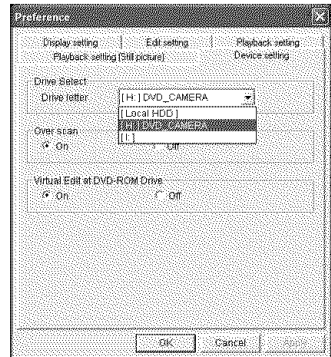 Preference
Display setting Edit setting Playback setting
Playback setting (Still picture) Device setting
Drive Select
Drive letter [ H: ] DVD_CAMERA
[ Local HDD ]
[ H: ] DVD_CAMERA
[ I: ]
Over scan
On Off
Virtual Edit at DVD-ROM Drive
On Off
OK Cancel Apply